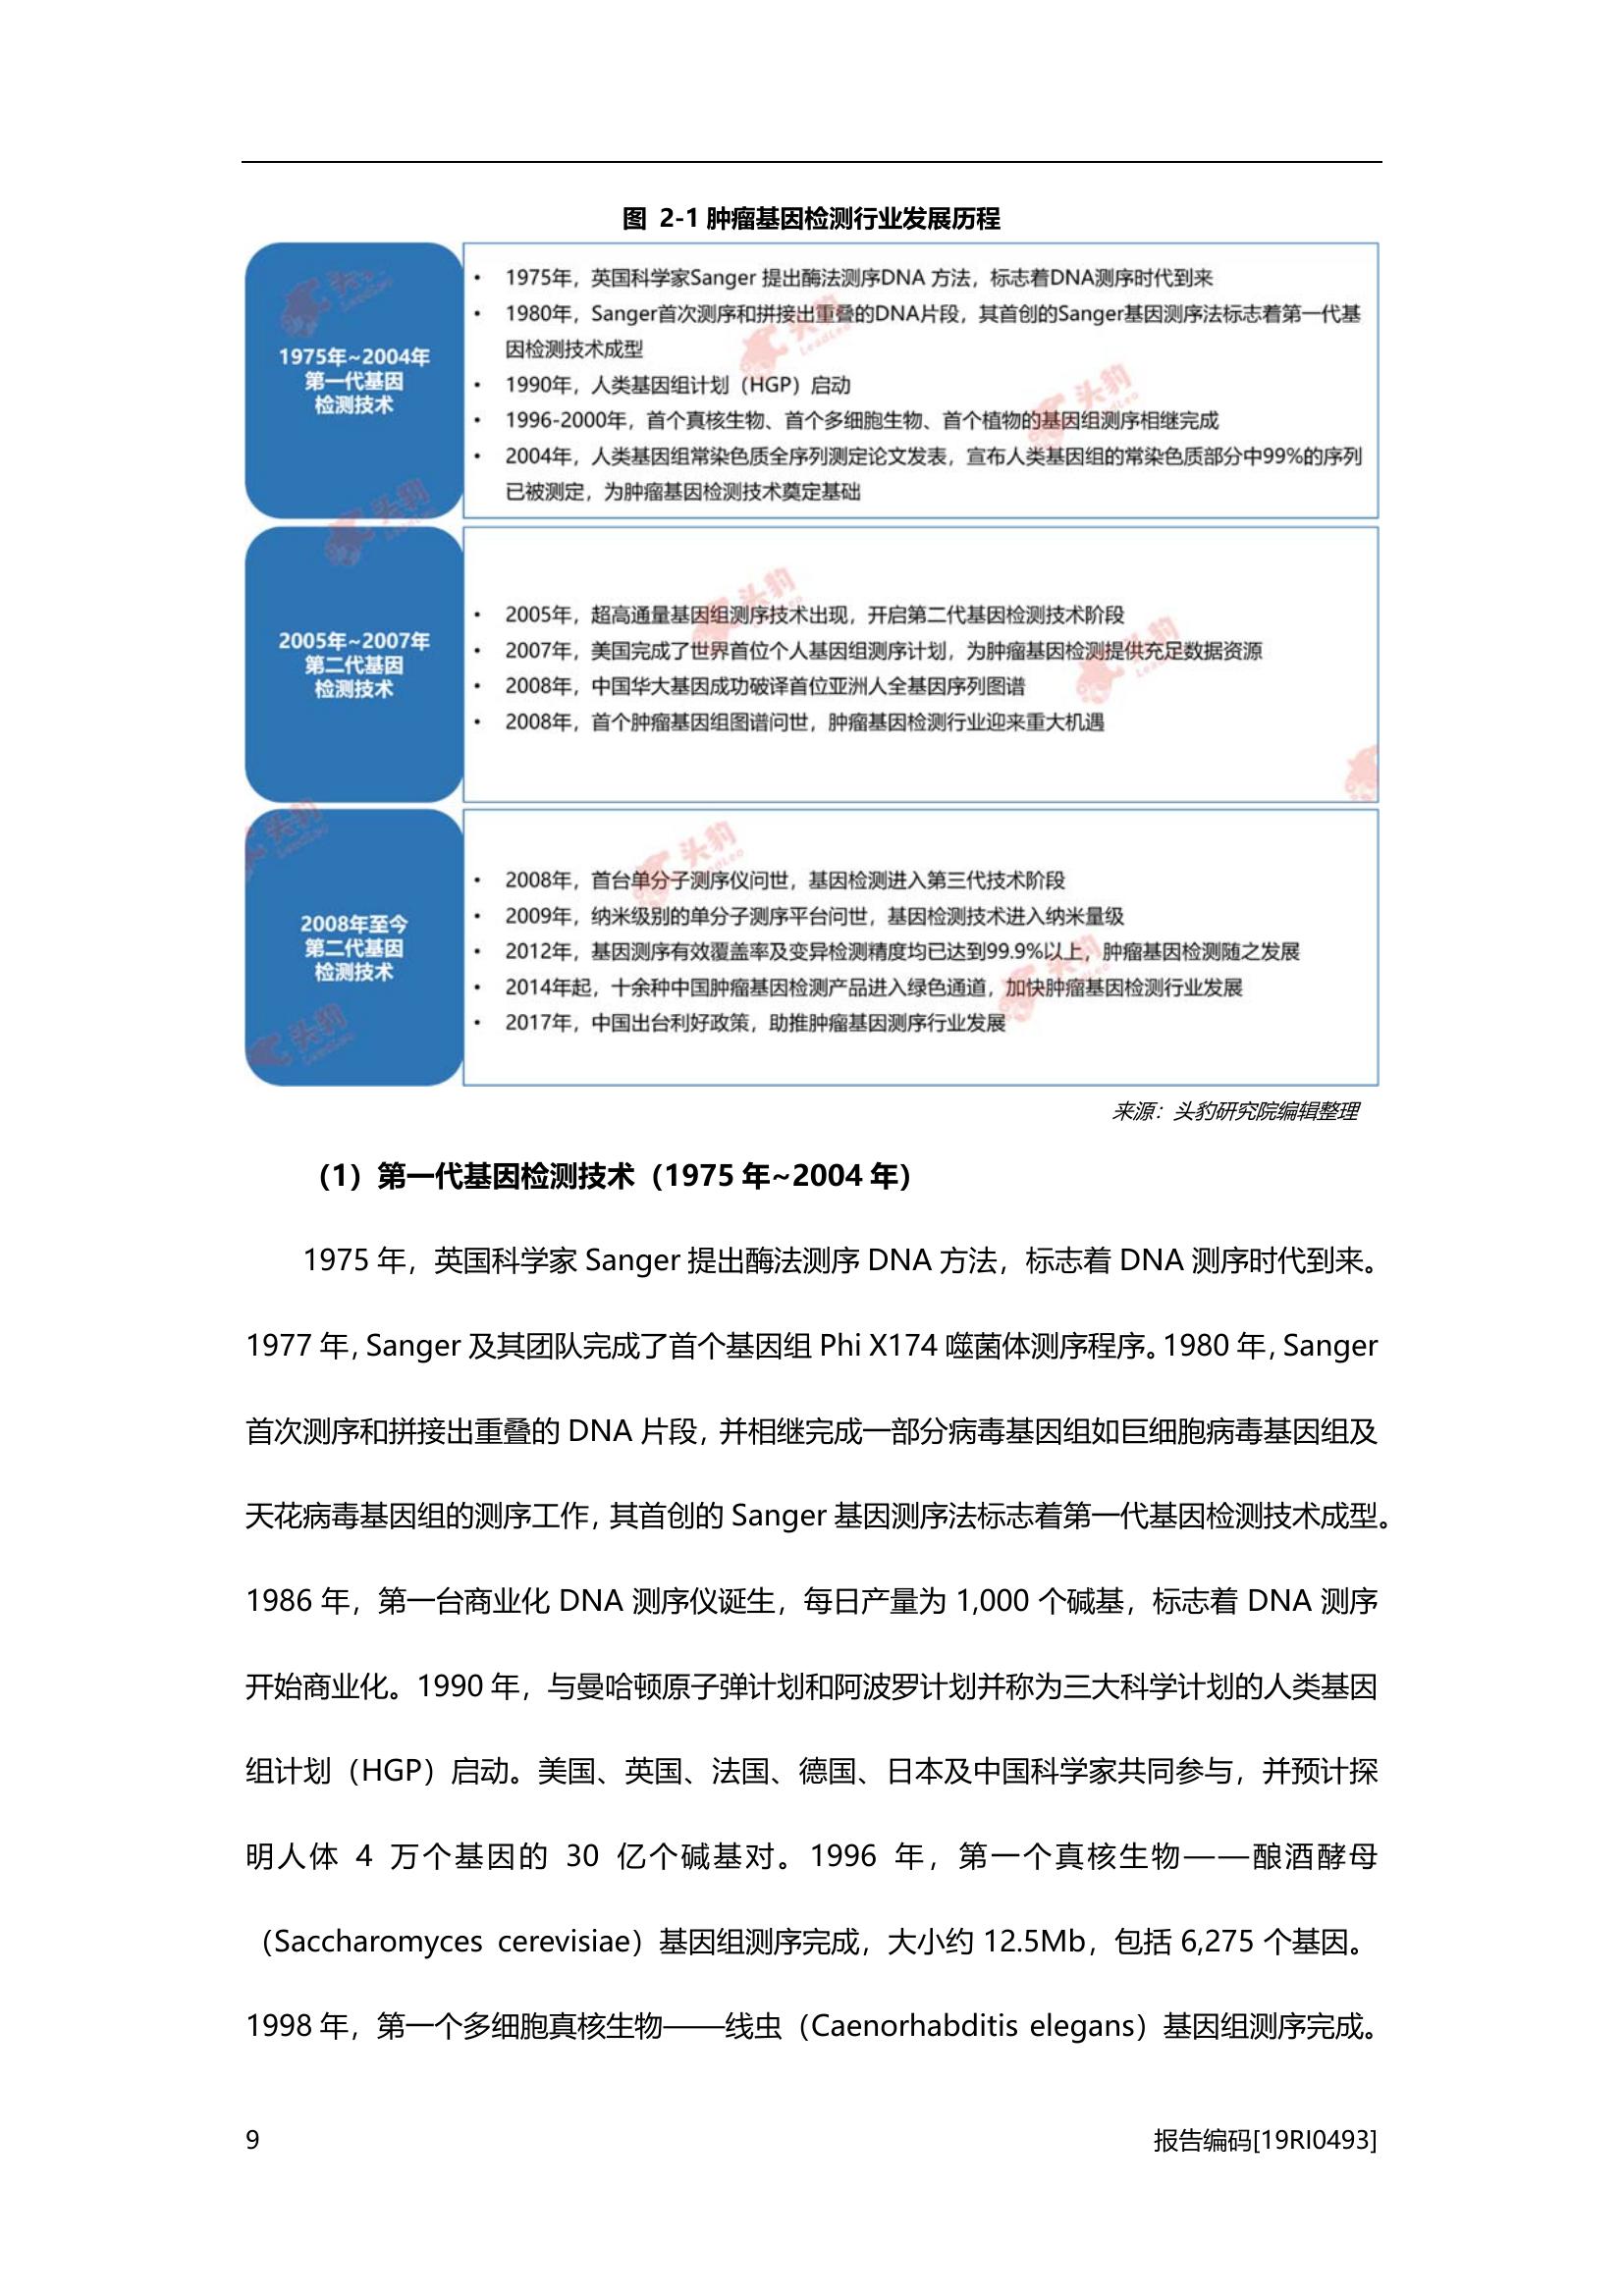 图 2-1 肿瘤基因检测行业发展历程
1975年~2004年
第一代基因
检测技术
• 1975年，英国科学家Sanger 提出酶法测序DNA 方法，标志着DNA测序时代到来
• 1980年，Sanger首次测序和拼接出重叠的DNA片段，其首创的Sanger基因测序法标志着第一代基
因检测技术成型
• 1990年，人类基因组计划（HGP）启动
• 1996-2000年，首个真核生物、首个多细胞生物、首个植物的基因组测序相继完成
• 2004年，人类基因组常染色质全序列测定论文发表，宣布人类基因组的常染色质部分中99%的序列
已被测定，为肿瘤基因检测技术奠定基础
2005年~2007年
第二代基因
检测技术
• 2005年，超高通量基因组测序技术出现，开启第二代基因检测技术阶段
• 2007年，美国完成了世界首位个人基因组测序计划，为肿瘤基因检测提供充足数据资源
• 2008年，中国华大基因成功破译首位亚洲人全基因序列图谱
• 2008年，首个肿瘤基因组图谱问世，肿瘤基因检测行业迎来重大机遇
2008年至今
第二代基因
检测技术
• 2008年，首台单分子测序仪问世，基因检测进入第三代技术阶段
• 2009年，纳米级别的单分子测序平台问世，基因检测技术进入纳米量级
• 2012年，基因测序有效覆盖率及变异检测精度均已达到99.9%以上，肿瘤基因检测随之发展
• 2014年起，十余种中国肿瘤基因检测产品进入绿色通道，加快肿瘤基因检测行业发展
• 2017年，中国出台利好政策，助推肿瘤基因测序行业发展
来源：头豹研究院编辑整理
（1）第一代基因检测技术（1975 年~2004 年）
1975 年，英国科学家 Sanger 提出酶法测序 DNA 方法，标志着 DNA 测序时代到来。
1977 年，Sanger 及其团队完成了首个基因组 Phi X174 噬菌体测序程序。1980 年，Sanger
首次测序和拼接出重叠的 DNA 片段，并相继完成一部分病毒基因组如巨细胞病毒基因组及
天花病毒基因组的测序工作，其首创的 Sanger 基因测序法标志着第一代基因检测技术成型。
1986 年，第一台商业化 DNA 测序仪诞生，每日产量为 1,000 个碱基，标志着 DNA 测序
开始商业化。1990 年，与曼哈顿原子弹计划和阿波罗计划并称为三大科学计划的人类基因
组计划（HGP）启动。美国、英国、法国、德国、日本及中国科学家共同参与，并预计探
明人体 4 万个基因的 30 亿个碱基对。1996 年，第一个真核生物——酿酒酵母
（Saccharomyces cerevisiae）基因组测序完成，大小约 12.5Mb，包括 6,275 个基因。
1998 年，第一个多细胞真核生物——线虫（Caenorhabditis elegans）基因组测序完成。
9
报告编码[19RI0493]